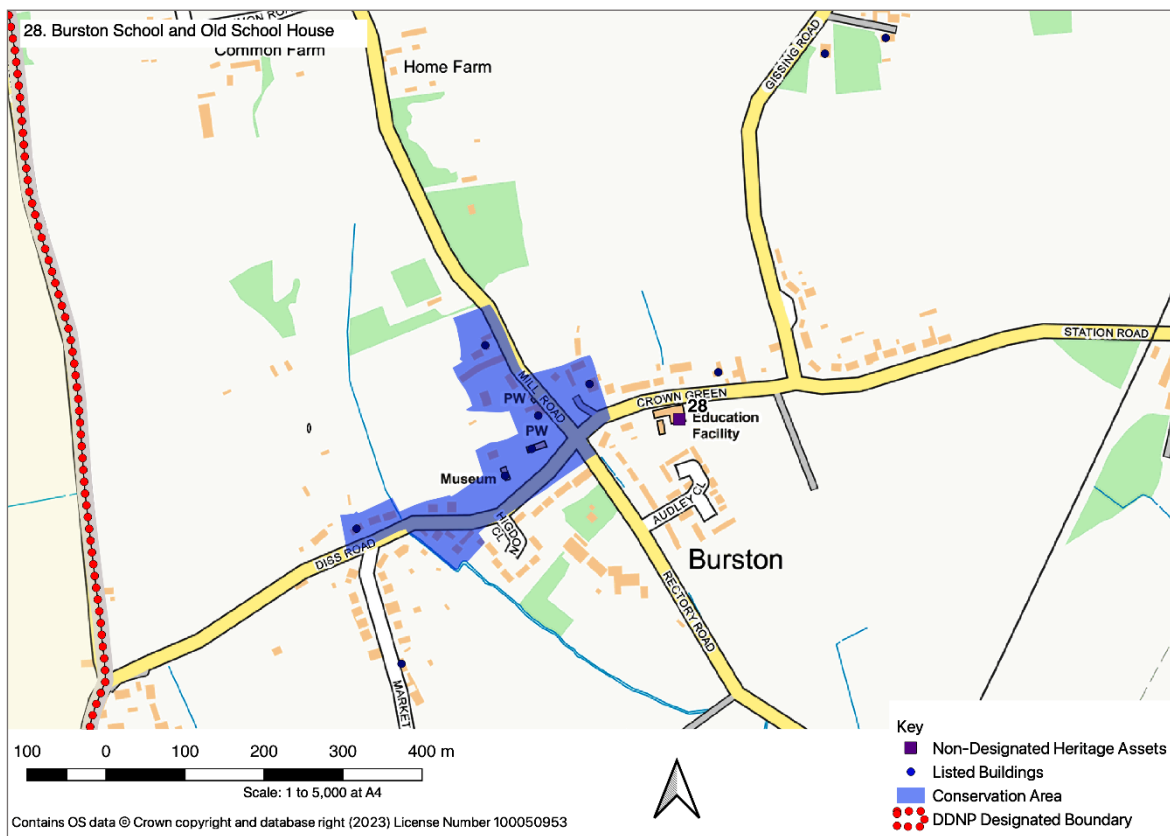 28. Burston School and Old School House
MON ROAD
Common Farm
Home Farm
GISSING ROAD
STATION ROAD
MILL ROAD
PW
CROWN GREEN
28
Education
Facility
PW
Museum
HIGDON
CL
AUDLEY CL
DISS ROAD
Burston
RECTORY ROAD
MARKET
Key
Non-Designated Heritage Assets
Listed Buildings
Conservation Area
DDNP Designated Boundary
100 0 100 200 300 400 m
Scale: 1 to 5,000 at A4
Contains OS data © Crown copyright and database right (2023) License Number 100050953